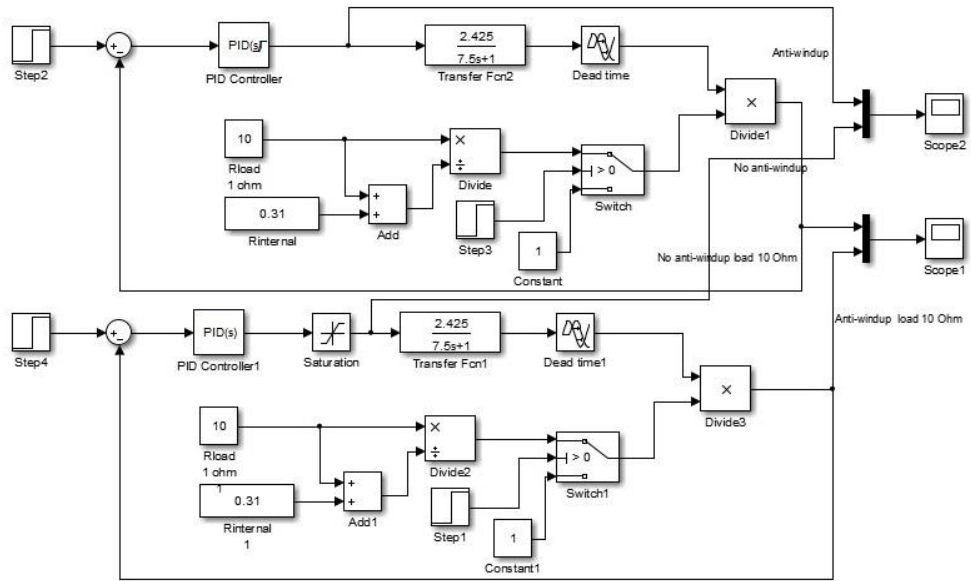 Step2
+
-
PID(s)
PID Controller
2.425
7.5s+1
Transfer Fcn2
Dead time
Anti-windup
×
Divide1
Scope2
10
Rload
1 ohm
×
÷
Divide
> 0
Switch
No anti-windup
0.31
Rinternal
+
+
Add
Step3
1
Constant
No anti-windup load 10 Ohm
Scope1
Step4
+
-
PID(s)
PID Controller1
Saturation
2.425
7.5s+1
Transfer Fcn1
Dead time1
Anti-windup load 10 Ohm
×
Divide3
10
Rload
1 ohm
1
×
÷
Divide2
> 0
Switch1
0.31
Rinternal
1
+
+
Add1
Step1
1
Constant1